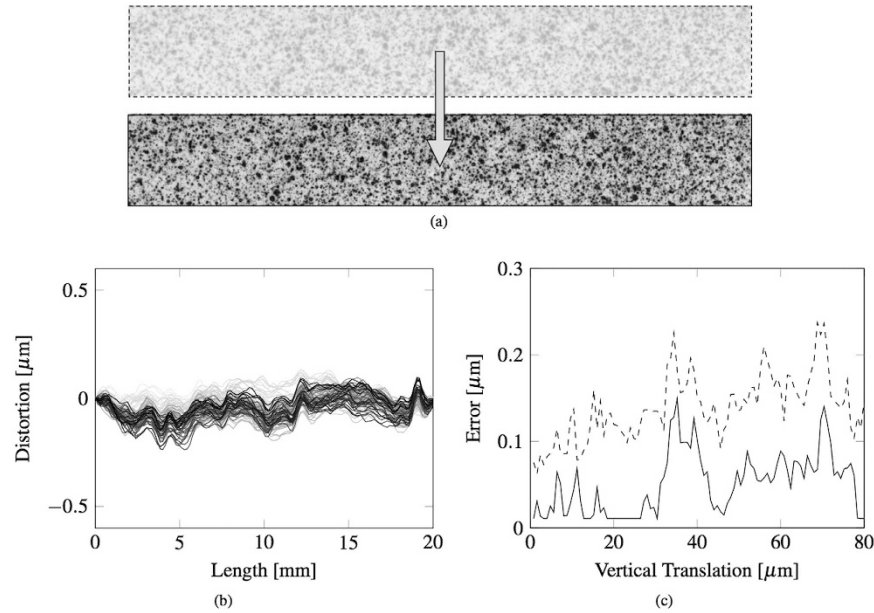 (a)
0.5
0
−0.5
Distortion [μm]
0 5 10 15 20
Length [mm]
(b)
0.3
0.2
0.1
0
Error [μm]
0 20 40 60 80
Vertical Translation [μm]
(c)